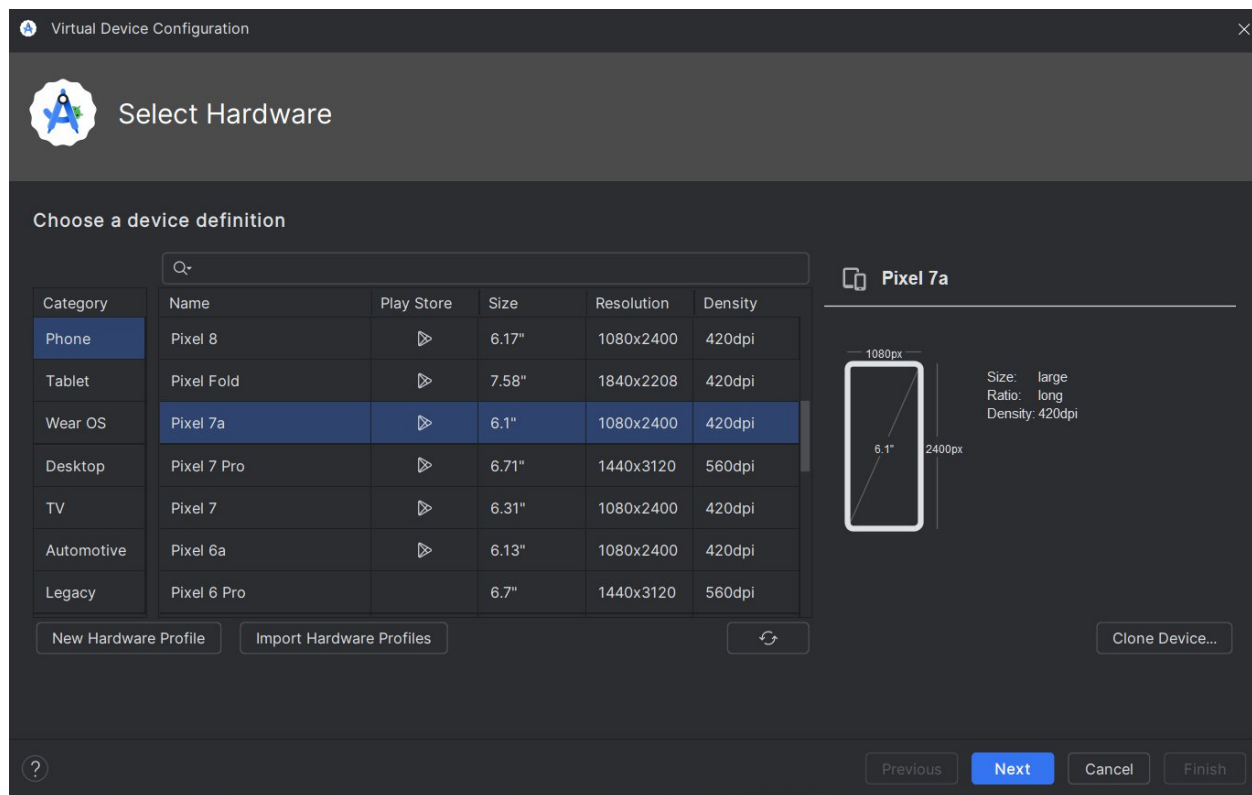 Virtual Device Configuration
Select Hardware
Choose a device definition
Category Name Play Store Size Resolution Density
Phone Pixel 8 6.17" 1080x2400 420dpi
Tablet Pixel Fold 7.58" 1840x2208 420dpi
Wear OS Pixel 7a 6.1" 1080x2400 420dpi
Desktop Pixel 7 Pro 6.71" 1440x3120 560dpi
TV Pixel 7 6.31" 1080x2400 420dpi
Automotive Pixel 6a 6.13" 1080x2400 420dpi
Legacy Pixel 6 Pro 6.7" 1440x3120 560dpi
New Hardware Profile Import Hardware Profiles
Pixel 7a
1080px
6.1" 2400px
Size: large
Ratio: long
Density: 420dpi
Clone Device...
? Previous Next Cancel Finish